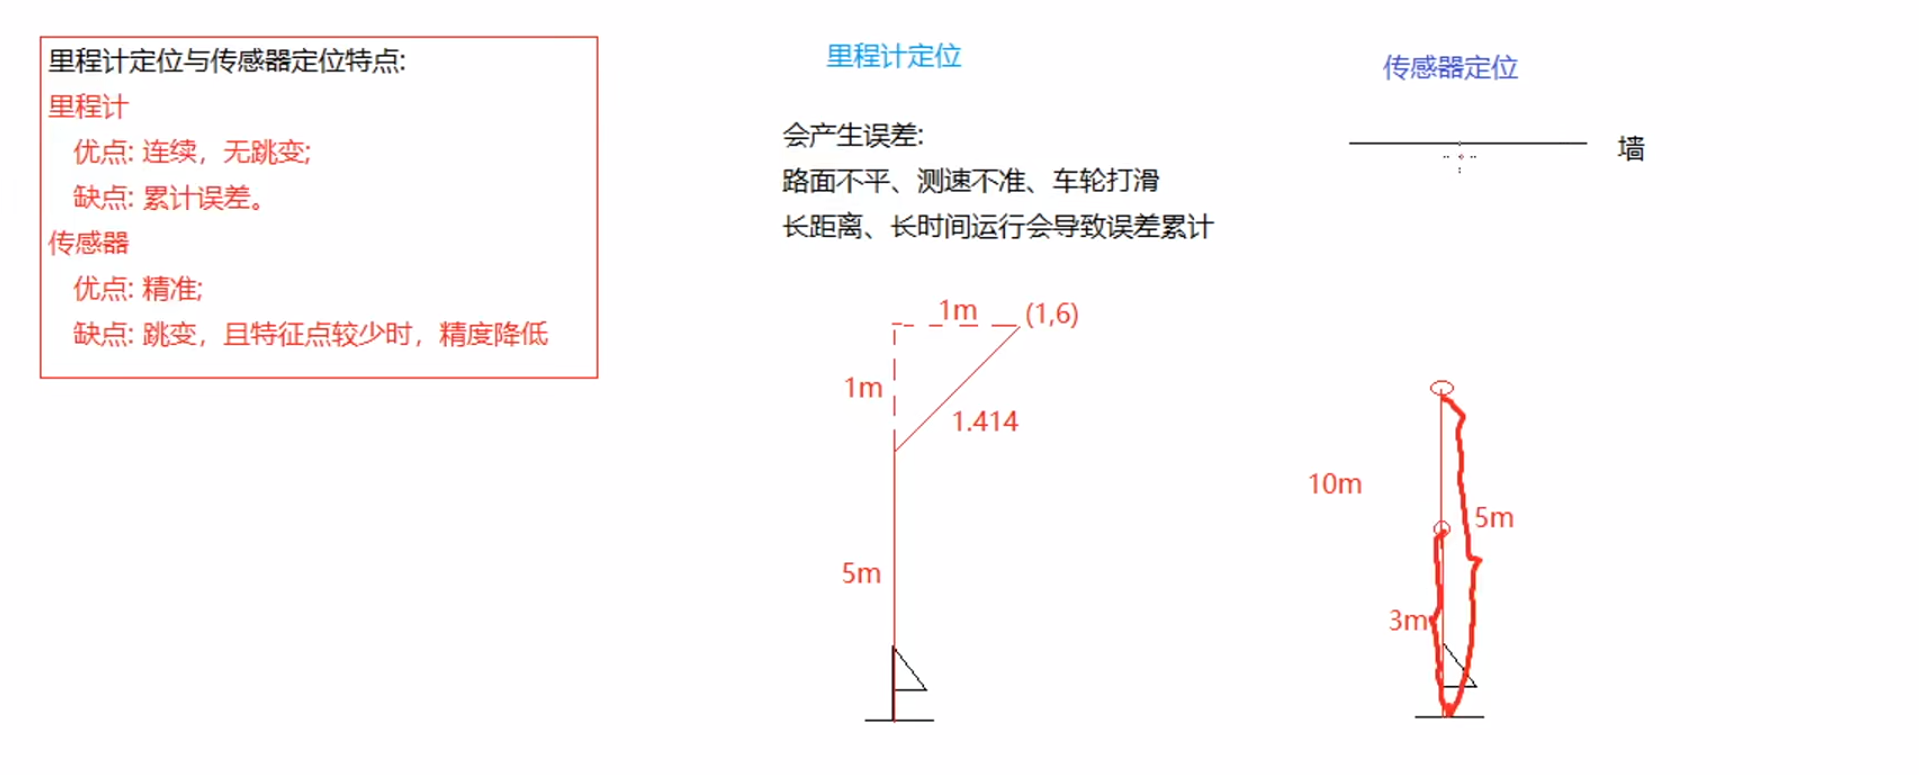 里程计定位与传感器定位特点:
里程计
优点: 连续，无跳变;
缺点: 累计误差。
传感器
优点: 精准;
缺点: 跳变，且特征点较少时，精度降低
里程计定位
会产生误差:
路面不平、测速不准、车轮打滑
长距离、长时间运行会导致误差累计
1m
(1,6)
1m
1.414
5m
传感器定位
墙
10m
5m
3m